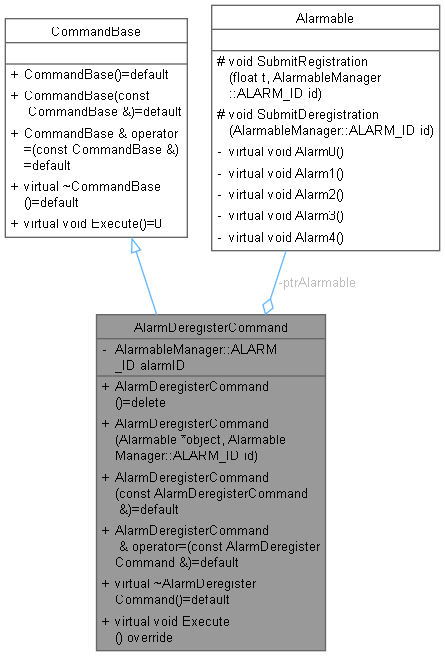 CommandBase
+ CommandBase()=default
+ CommandBase(const
CommandBase &)=default
+ CommandBase & operator
=(const CommandBase &)
=default
+ virtual ~CommandBase
()=default
+ virtual void Execute()=0
Alarmable
# void SubmitRegistration
(float t, AlarmableManager
::ALARM_ID id)
# void SubmitDeregistration
(AlarmableManager::ALARM_ID id)
- virtual void Alarm0()
- virtual void Alarm1()
- virtual void Alarm2()
- virtual void Alarm3()
- virtual void Alarm4()
-ptrAlarmable
AlarmDeregisterCommand
- AlarmableManager::ALARM
_ID alarmID
+ AlarmDeregisterCommand
()=delete
+ AlarmDeregisterCommand
(Alarmable *object, Alarmable
Manager::ALARM_ID id)
+ AlarmDeregisterCommand
(const AlarmDeregisterCommand
&)=default
+ AlarmDeregisterCommand
& operator=(const AlarmDeregister
Command &)=default
+ virtual ~AlarmDeregister
Command()=default
+ virtual void Execute
() override